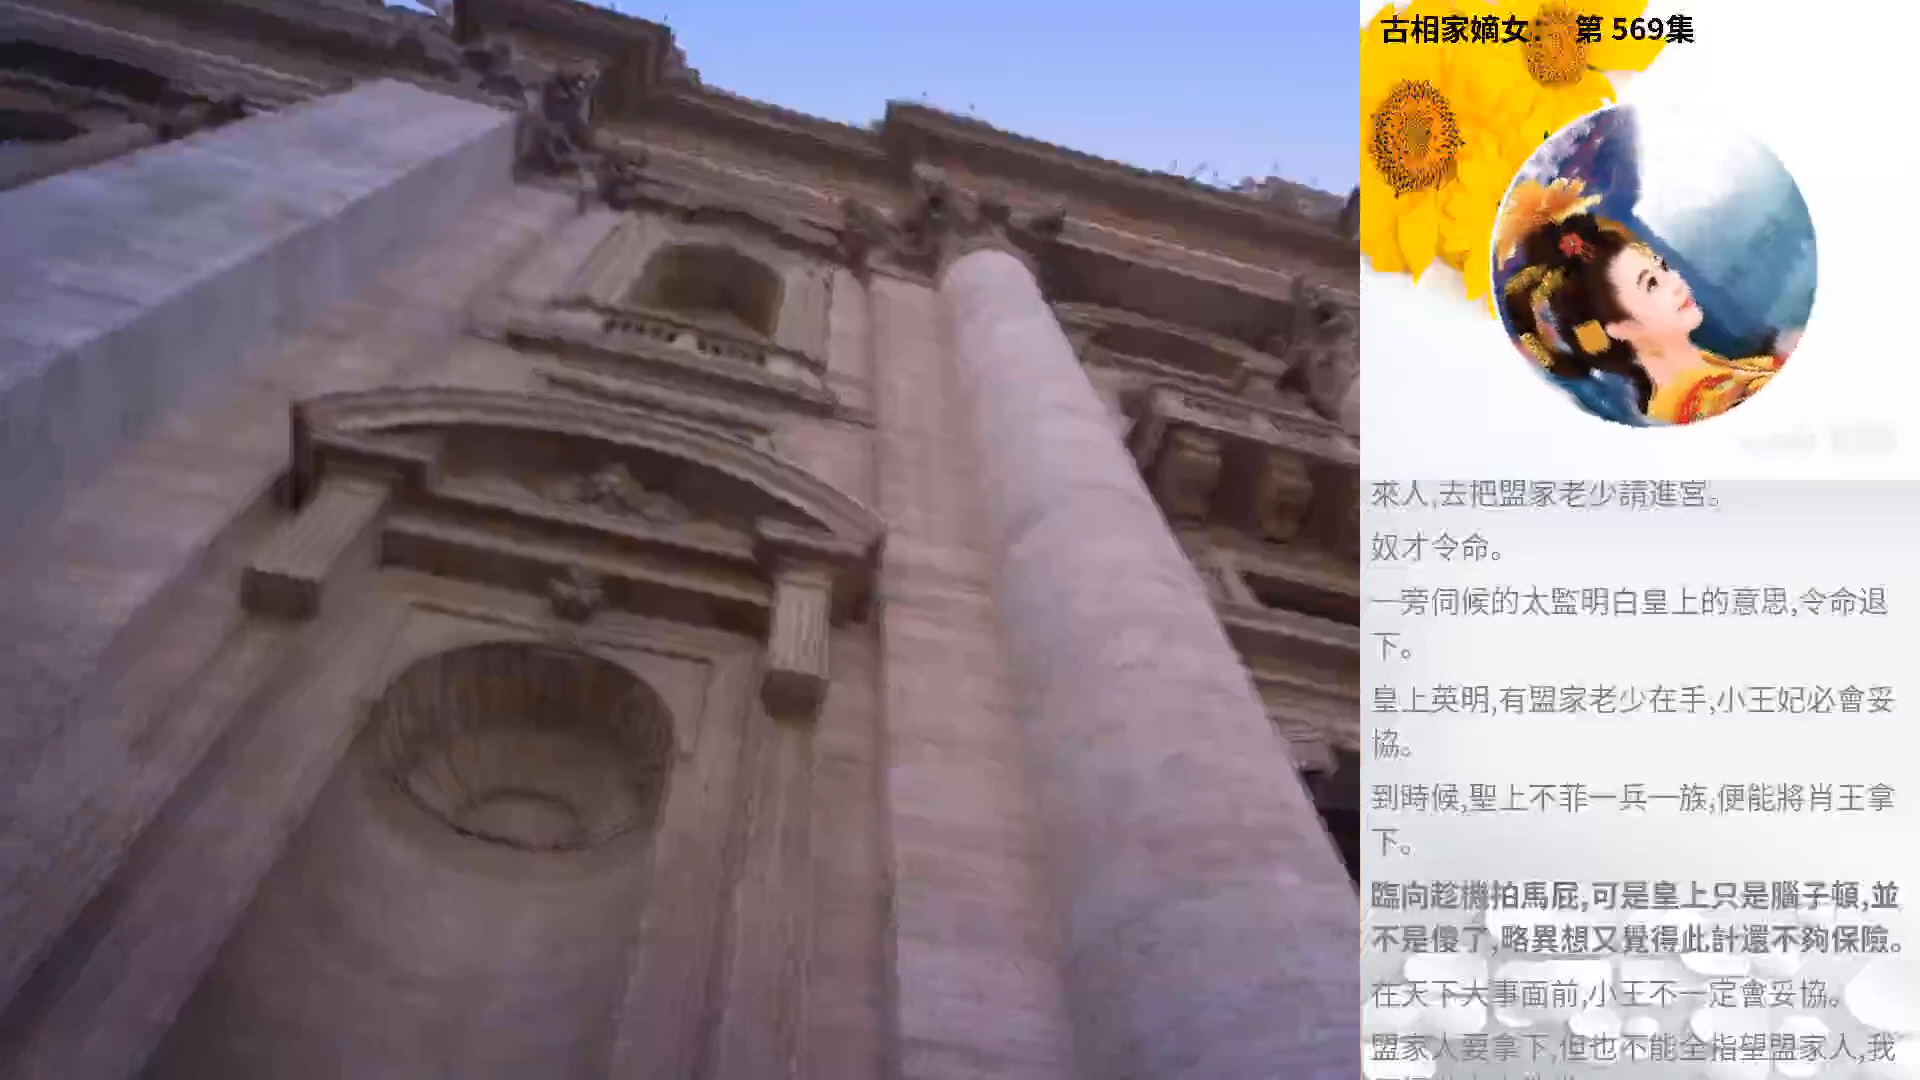 古相家嫡女： 第 569集
來人,去把盟家老少請進宮。
奴才令命。
一旁伺候的太監明白皇上的意思,令命退
下。
皇上英明,有盟家老少在手,小王妃必會妥
協。
到時候,聖上不菲一兵一族,便能將肖王拿
下。
臨向趁機拍馬屁,可是皇上只是腦子頓,並
不是傻了,略異想又覺得此計還不夠保險。
在天下大事面前,小王不一定會妥協。
盟家人要拿下,但也不能全指望盟家人,我